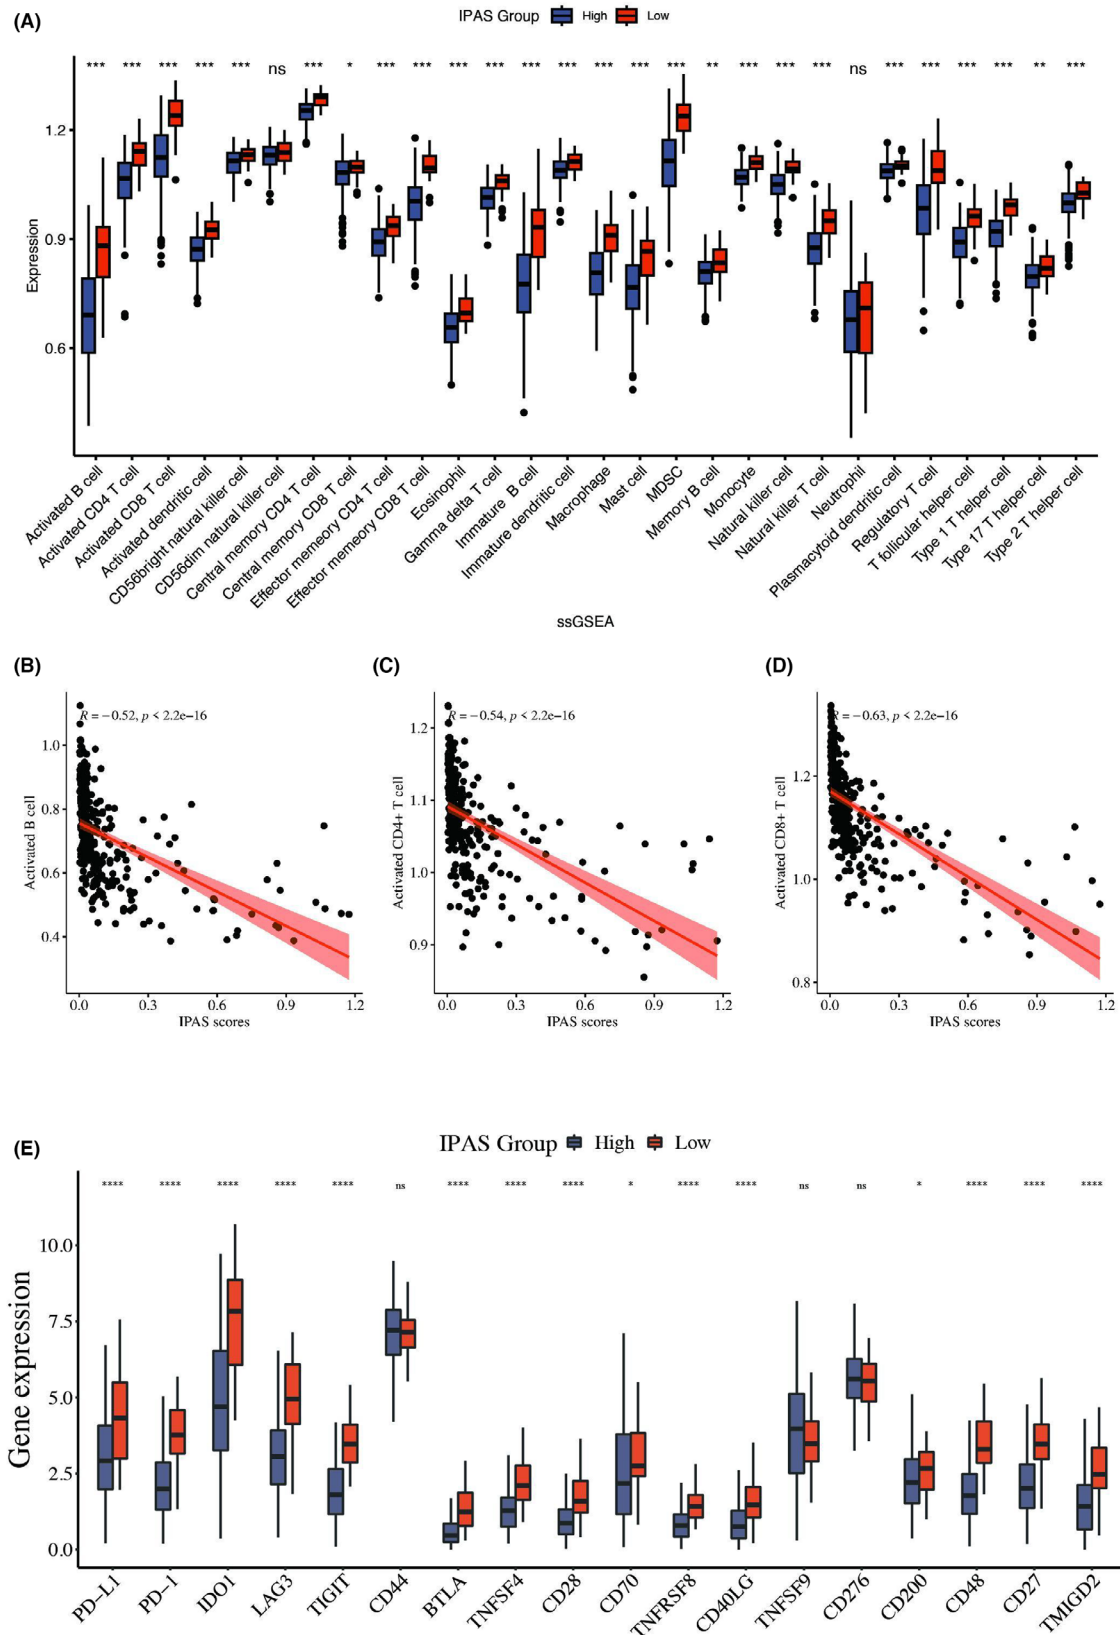 (A)
IPAS Group High Low
*** *** *** *** *** ns *** * *** *** *** *** *** *** *** *** *** ** *** *** *** ns *** *** *** *** ** ***
Expression
1.2
0.9
0.6
Activated B cell
Activated CD4 T cell
Activated CD8 T cell
Activated dendritic cell
CD56bright natural killer cell
CD56dim natural killer cell
Central memory CD4 T cell
Central memory CD8 T cell
Effector memeory CD4 T cell
Effector memeory CD8 T cell
Eosinophil
Gamma delta T cell
Immature B cell
Immature dendritic cell
Macrophage
Mast cell
MDSC
Memory B cell
Monocyte
Natural killer cell
Natural killer T cell
Neutrophil
Plasmacytoid dendritic cell
Regulatory T cell
T follicular helper cell
Type 1 T helper cell
Type 17 T helper cell
Type 2 T helper cell
ssGSEA
(B)
R = −0.52, p < 2.2e−16
Activated B cell
1.0
0.8
0.6
0.4
0.0 0.3 0.6 0.9 1.2
IPAS scores
(C)
R = −0.54, p < 2.2e−16
Activated CD4+ T cell
1.2
1.1
1.0
0.9
0.0 0.3 0.6 0.9 1.2
IPAS scores
(D)
R = −0.63, p < 2.2e−16
Activated CD8+ T cell
1.2
1.0
0.8
0.0 0.3 0.6 0.9 1.2
IPAS scores
(E)
IPAS Group High Low
**** **** **** **** **** ns **** **** **** * **** **** ns ns * **** **** ****
Gene expression
10.0
7.5
5.0
2.5
0.0
PD−L1
PD−1
IDO1
LAG3
TIGIT
CD44
BTLA
TNFSF4
CD28
CD70
TNFRSF8
CD40LG
TNFSF9
CD276
CD200
CD48
CD27
TMIGD2